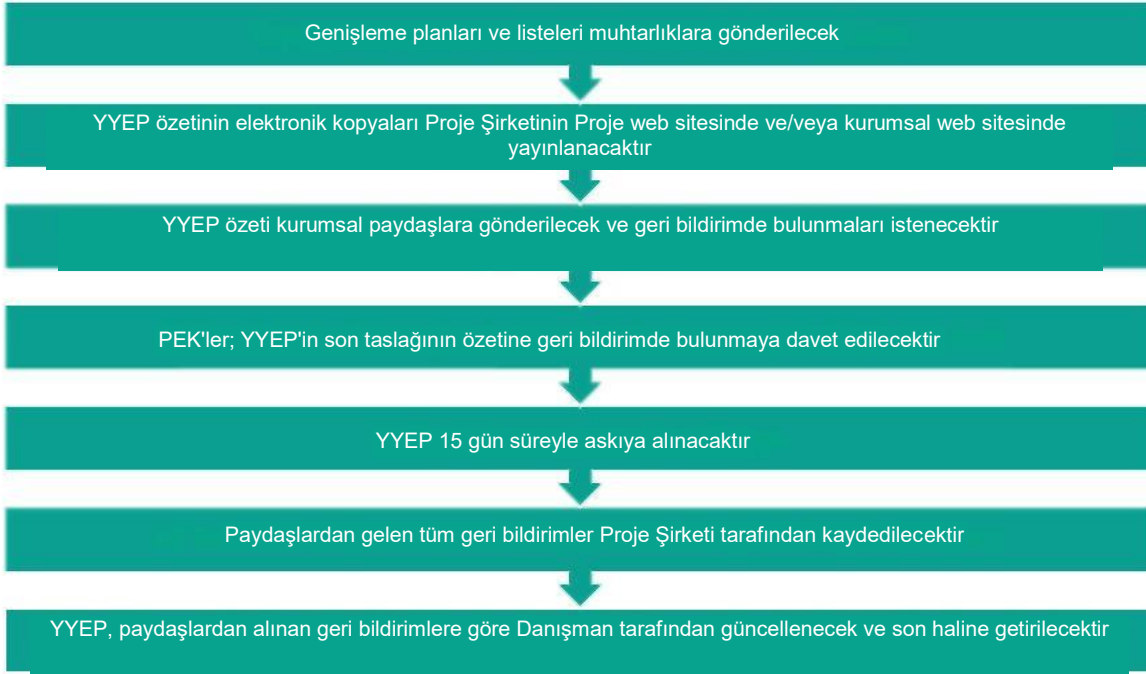 Genişleme planları ve listeleri muhtarlıklara gönderilecek
YYEP özetinin elektronik kopyaları Proje Şirketinin Proje web sitesinde ve/veya kurumsal web sitesinde
yayınlanacaktır
YYEP özeti kurumsal paydaşlara gönderilecek ve geri bildirimde bulunmaları istenecektir
PEK'ler; YYEP'in son taslağının özetine geri bildirimde bulunmaya davet edilecektir
YYEP 15 gün süreyle askıya alınacaktır
Paydaşlardan gelen tüm geri bildirimler Proje Şirketi tarafından kaydedilecektir
YYEP, paydaşlardan alınan geri bildirimlere göre Danışman tarafından güncellenecek ve son haline getirilecektir